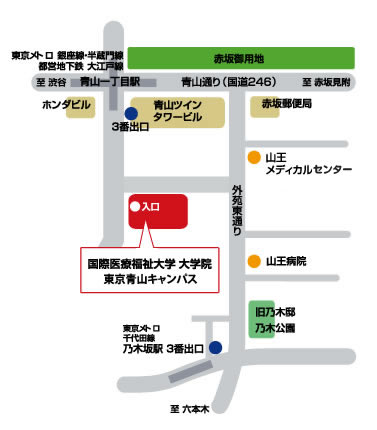 東京メトロ 銀座線・半蔵門線
都営地下鉄 大江戸線
赤坂御用地
至 渋谷
青山一丁目駅
青山通り(国道246)
至 赤坂見附
ホンダビル
青山ツイン
タワービル
赤坂郵便局
3番出口
山王
メディカルセンター
入口
外苑東通り
国際医療福祉大学 大学院
東京青山キャンパス
山王病院
旧乃木邸
乃木公園
東京メトロ
千代田線
乃木坂駅 3番出口
至 六本木